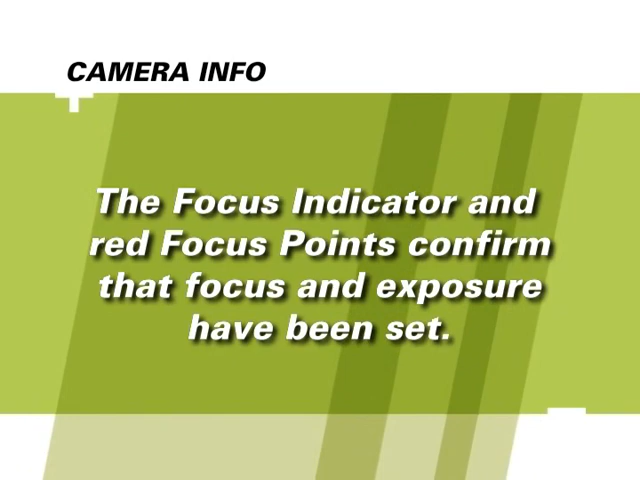 CAMERA INFO
The Focus Indicator and
red Focus Points confirm
that focus and exposure
have been set.